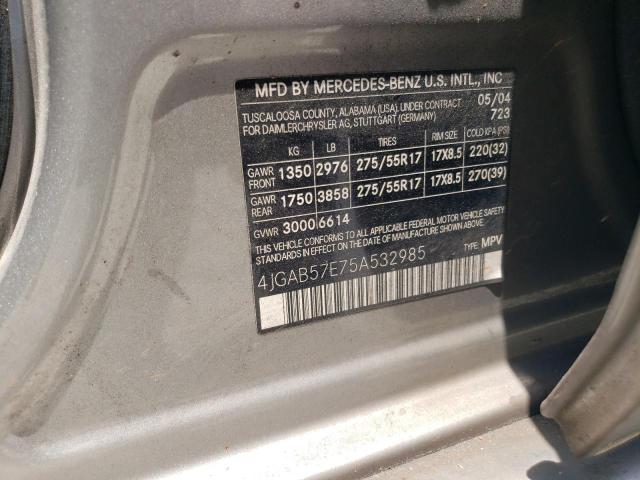 MFD BY MERCEDES-BENZ U.S. INTL., INC
TUSCALOOSA COUNTY, ALABAMA (USA), UNDER CONTRACT 05/04
FOR DAIMLERCHRYSLER AG, STUTTGART (GERMANY) 723
KG LB TIRES RIM SIZE COLD KPA (PSI)
GAWR FRONT 1350 2976 275/55R17 17X8.5 220(32)
GAWR REAR 1750 3858 275/55R17 17X8.5 270(39)
GVWR 3000 6614
THIS VEHICLE CONFORMS TO ALL APPLICABLE FEDERAL MOTOR VEHICLE SAFETY
STANDARDS IN EFFECT ON THE DATE OF MANUFACTURE SHOWN ABOVE
4JGAB57E75A532985 TYPE: MPV